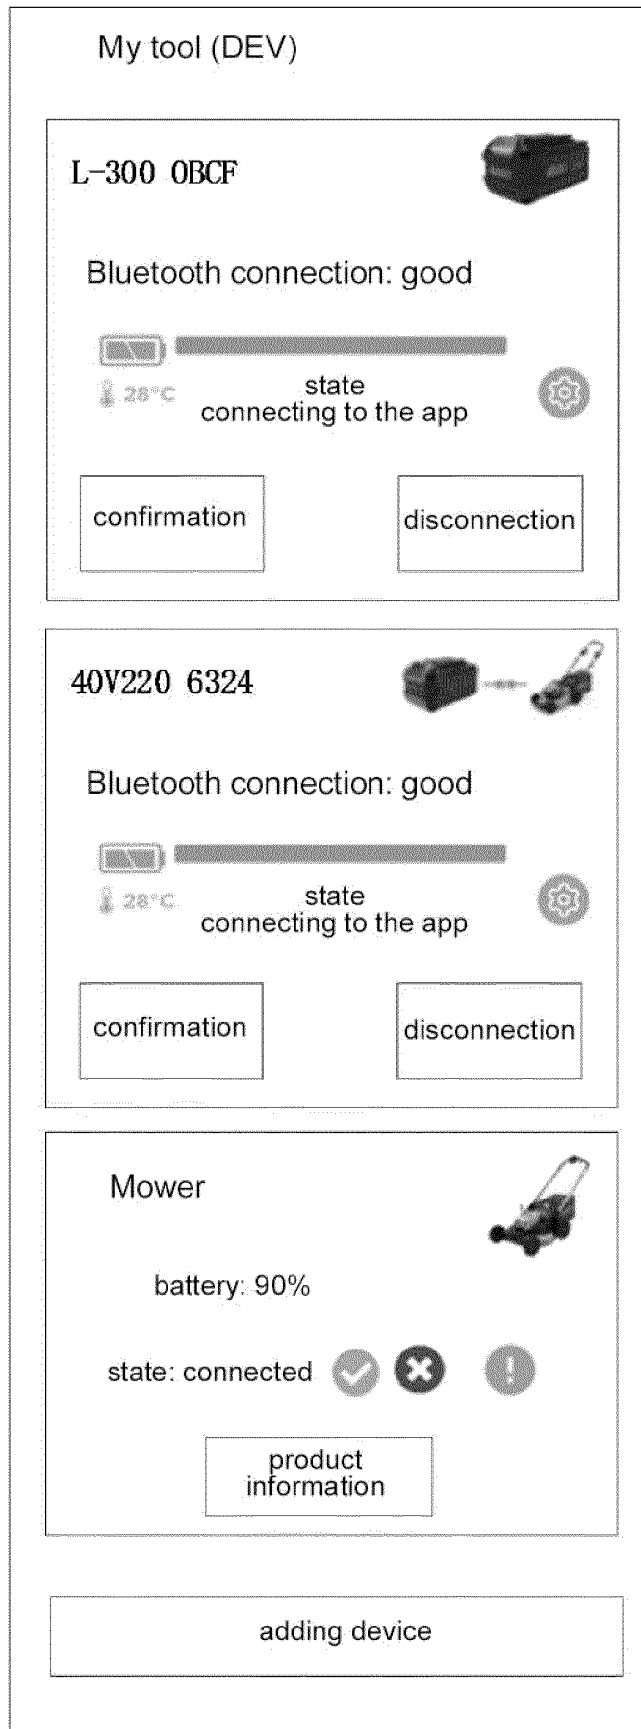 My tool (DEV)
L-300 0BCF
Bluetooth connection: good
28°C
state
connecting to the app
confirmation
disconnection
40V220 6324
Bluetooth connection: good
28°C
state
connecting to the app
confirmation
disconnection
Mower
battery: 90%
state: connected
product
information
adding device